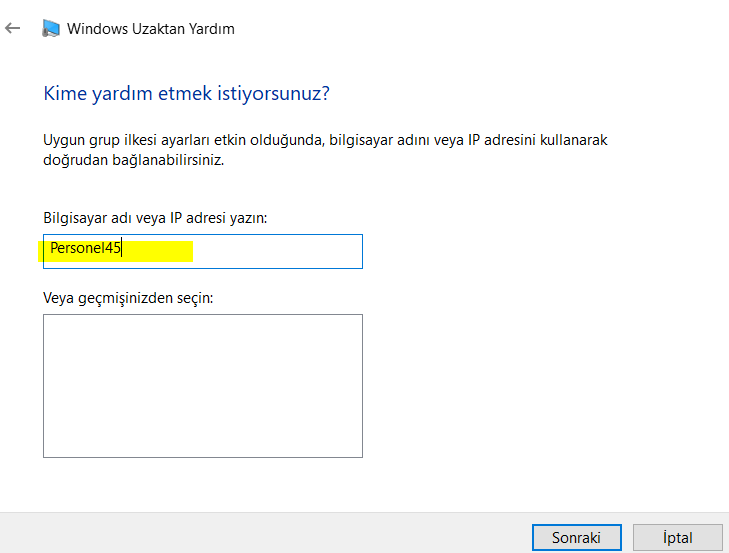 Windows Uzaktan Yardım
Kime yardım etmek istiyorsunuz?
Uygun grup ilkesi ayarları etkin olduğunda, bilgisayar adını veya IP adresini kullanarak
doğrudan bağlanabilirsiniz.
Bilgisayar adı veya IP adresi yazın:
Personel45
Veya geçmişinizden seçin:
Sonraki
İptal